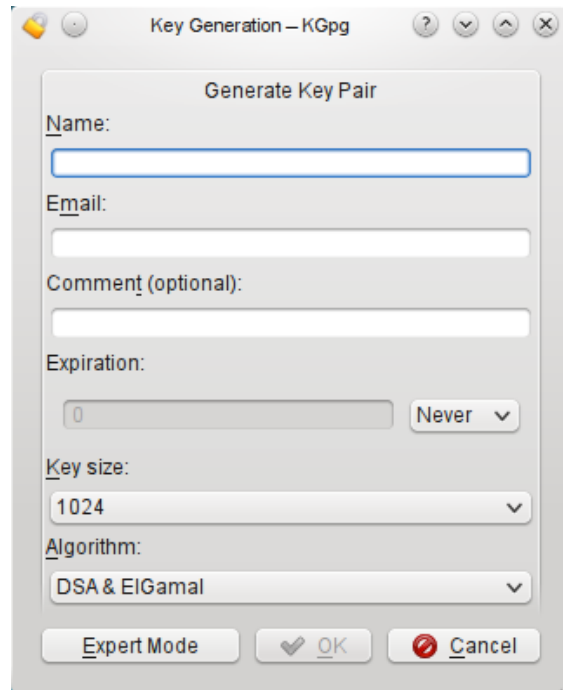 Key Generation – KGpg
Generate Key Pair
Name:
Email:
Comment (optional):
Expiration:
0
Never
Key size:
1024
Algorithm:
DSA & ElGamal
Expert Mode
OK
Cancel